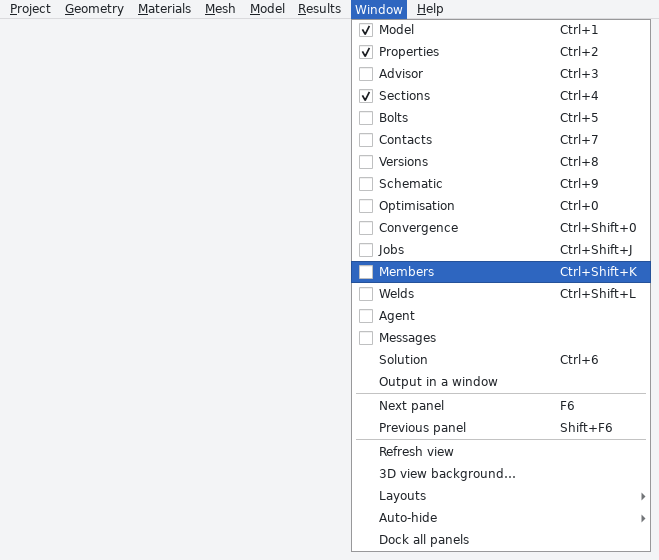 Project Geometry Materials Mesh Model Results Window Help
Model Ctrl+1
Properties Ctrl+2
Advisor Ctrl+3
Sections Ctrl+4
Bolts Ctrl+5
Contacts Ctrl+7
Versions Ctrl+8
Schematic Ctrl+9
Optimisation Ctrl+0
Convergence Ctrl+Shift+0
Jobs Ctrl+Shift+J
Members Ctrl+Shift+K
Welds Ctrl+Shift+L
Agent
Messages
Solution Ctrl+6
Output in a window
Next panel F6
Previous panel Shift+F6
Refresh view
3D view background...
Layouts
Auto-hide
Dock all panels